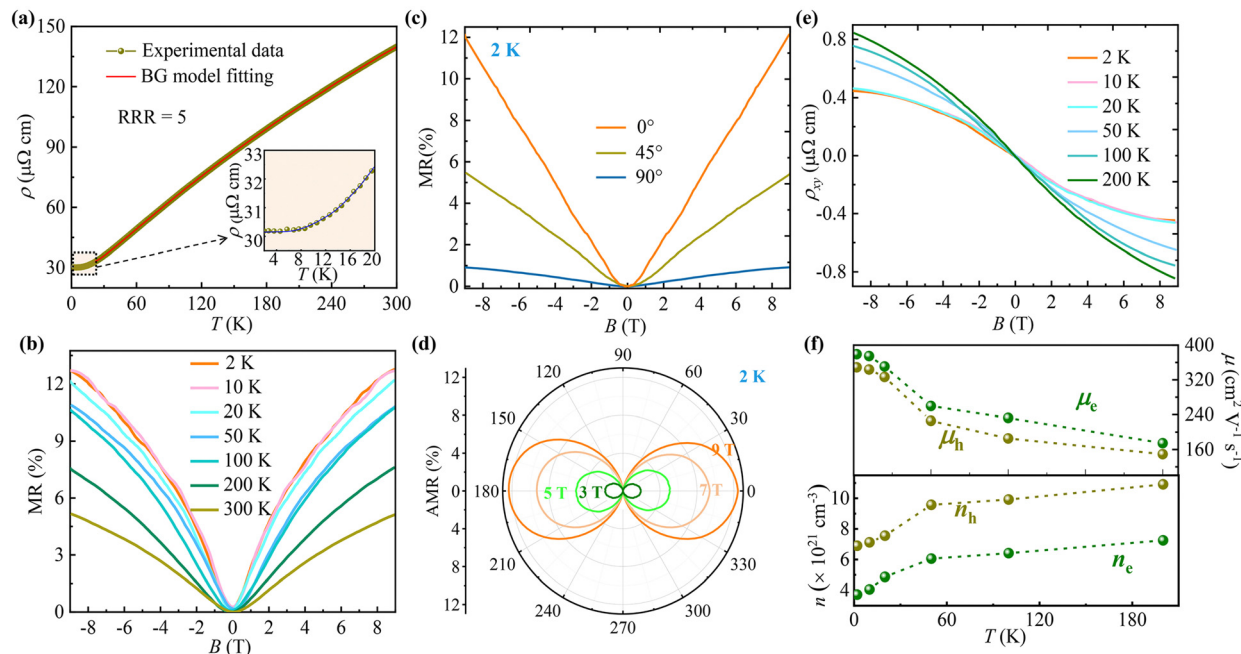 (a)
150
120
90
60
30
ρ (μΩ cm)
Experimental data
BG model fitting
RRR = 5
33
32
31
30
ρ (μΩ cm)
4 8 12 16 20
T (K)
0 60 120 180 240 300
T (K)
(b)
12
9
6
3
0
MR (%)
2 K
10 K
20 K
50 K
100 K
200 K
300 K
-8 -6 -4 -2 0 2 4 6 8
B (T)
(c)
12
10
8
6
4
2
0
MR(%)
2 K
0°
45°
90°
-8 -6 -4 -2 0 2 4 6 8
B (T)
(d)
12
8
4
0
4
8
12
AMR (%)
2 K
90
120 60
150 30
180 0
210 330
240 300
270
9 T
7 T
5 T
3 T
(e)
0.8
0.4
0.0
-0.4
-0.8
ρxy (μΩ cm)
2 K
10 K
20 K
50 K
100 K
200 K
-8 -6 -4 -2 0 2 4 6 8
B (T)
(f)
400
320
240
160
μ (cm² V⁻¹ s⁻¹)
μe
μh
10
8
6
4
n (× 10²¹ cm⁻³)
nh
ne
0 60 120 180
T (K)